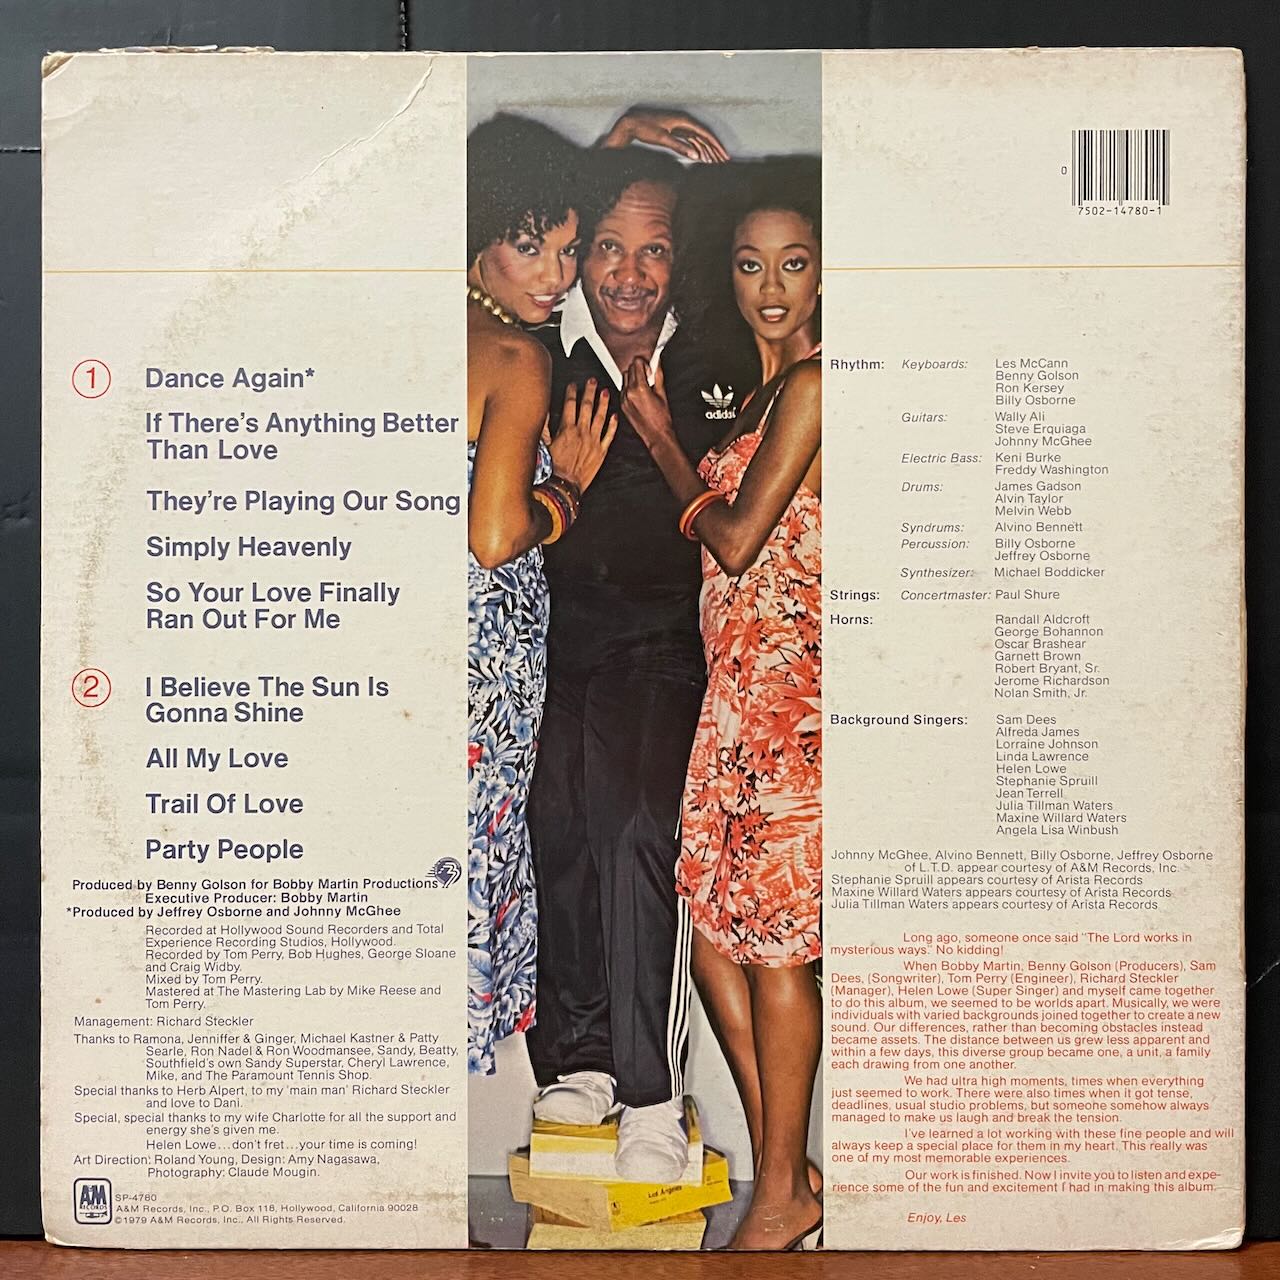 0
7502-14780-1
1
Dance Again*
If There's Anything Better
Than Love
They're Playing Our Song
Simply Heavenly
So Your Love Finally
Ran Out For Me
2
I Believe The Sun Is
Gonna Shine
All My Love
Trail Of Love
Party People
Produced by Benny Golson for Bobby Martin Productions
Executive Producer: Bobby Martin
*Produced by Jeffrey Osborne and Johnny McGhee
Recorded at Hollywood Sound Recorders and Total
Experience Recording Studios, Hollywood.
Recorded by Tom Perry, Bob Hughes, George Sloane
and Craig Widby.
Mixed by Tom Perry.
Mastered at The Mastering Lab by Mike Reese and
Tom Perry.
Management: Richard Steckler
Thanks to Ramona, Jenniffer & Ginger, Michael Kastner & Patty
Searle, Ron Nadel & Ron Woodmansee, Sandy, Beatty,
Southfield's own Sandy Superstar, Cheryl Lawrence,
Mike, and The Paramount Tennis Shop.
Special thanks to Herb Alpert, to my 'main man' Richard Steckler
and love to Dani.
Special, special thanks to my wife Charlotte for all the support and
energy she's given me.
Helen Lowe...don't fret...your time is coming!
Art Direction: Roland Young, Design: Amy Nagasawa,
Photography: Claude Mougin.
A&M
RECORDS
SP-4780
A&M Records, Inc., P.O. Box 118, Hollywood, California 90028
©1979 A&M Records, Inc., All Rights Reserved.
adidas
Los Angeles
Rhythm: Keyboards: Les McCann
Benny Golson
Ron Kersey
Billy Osborne
Guitars: Wally Ali
Steve Erquiaga
Johnny McGhee
Electric Bass: Keni Burke
Freddy Washington
Drums: James Gadson
Alvin Taylor
Melvin Webb
Syndrums: Alvino Bennett
Percussion: Billy Osborne
Jeffrey Osborne
Synthesizer: Michael Boddicker
Strings: Concertmaster: Paul Shure
Horns: Randall Aldcroft
George Bohannon
Oscar Brashear
Garnett Brown
Robert Bryant, Sr.
Jerome Richardson
Nolan Smith, Jr.
Background Singers: Sam Dees
Alfreda James
Lorraine Johnson
Linda Lawrence
Helen Lowe
Stephanie Spruill
Jean Terrell
Julia Tillman Waters
Maxine Willard Waters
Angela Lisa Winbush
Johnny McGhee, Alvino Bennett, Billy Osborne, Jeffrey Osborne
of L.T.D. appear courtesy of A&M Records, Inc.
Stephanie Spruill appears courtesy of Arista Records
Maxine Willard Waters appears courtesy of Arista Records
Julia Tillman Waters appears courtesy of Arista Records
Long ago, someone once said "The Lord works in
mysterious ways." No kidding!
When Bobby Martin, Benny Golson (Producers), Sam
Dees, (Songwriter), Tom Perry (Engineer), Richard Steckler
(Manager), Helen Lowe (Super Singer) and myself came together
to do this album, we seemed to be worlds apart. Musically, we were
individuals with varied backgrounds joined together to create a new
sound. Our differences, rather than becoming obstacles instead
became assets. The distance between us grew less apparent and
within a few days, this diverse group became one, a unit, a family
each drawing from one another.
We had ultra high moments, times when everything
just seemed to work. There were also times when it got tense,
deadlines, usual studio problems, but someone somehow always
managed to make us laugh and break the tension.
I've learned a lot working with these fine people and will
always keep a special place for them in my heart. This really was
one of my most memorable experiences.
Our work is finished. Now I invite you to listen and expe-
rience some of the fun and excitement I had in making this album.
Enjoy, Les